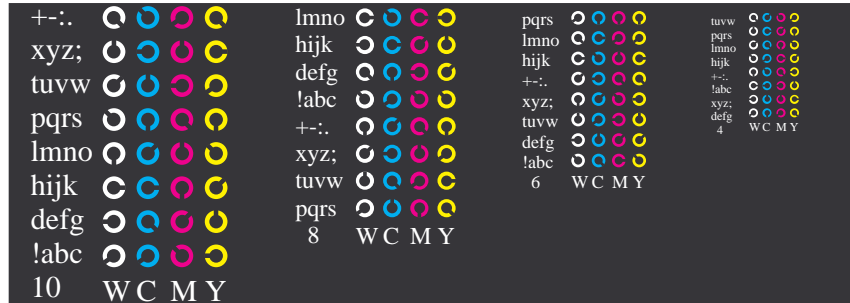 +-:.
xyz;
tuvw
pqrs
lmno
hijk
defg
!abc
10 W C M Y
lmno
hijk
defg
!abc
+-:.
xyz;
tuvw
pqrs
8 W C M Y
pqrs
lmno
hijk
+-:.
xyz;
tuvw
defg
!abc
6 W C M Y
tuvw
pqrs
lmno
hijk
+-:.
!abc
xyz;
defg
4 W C M Y